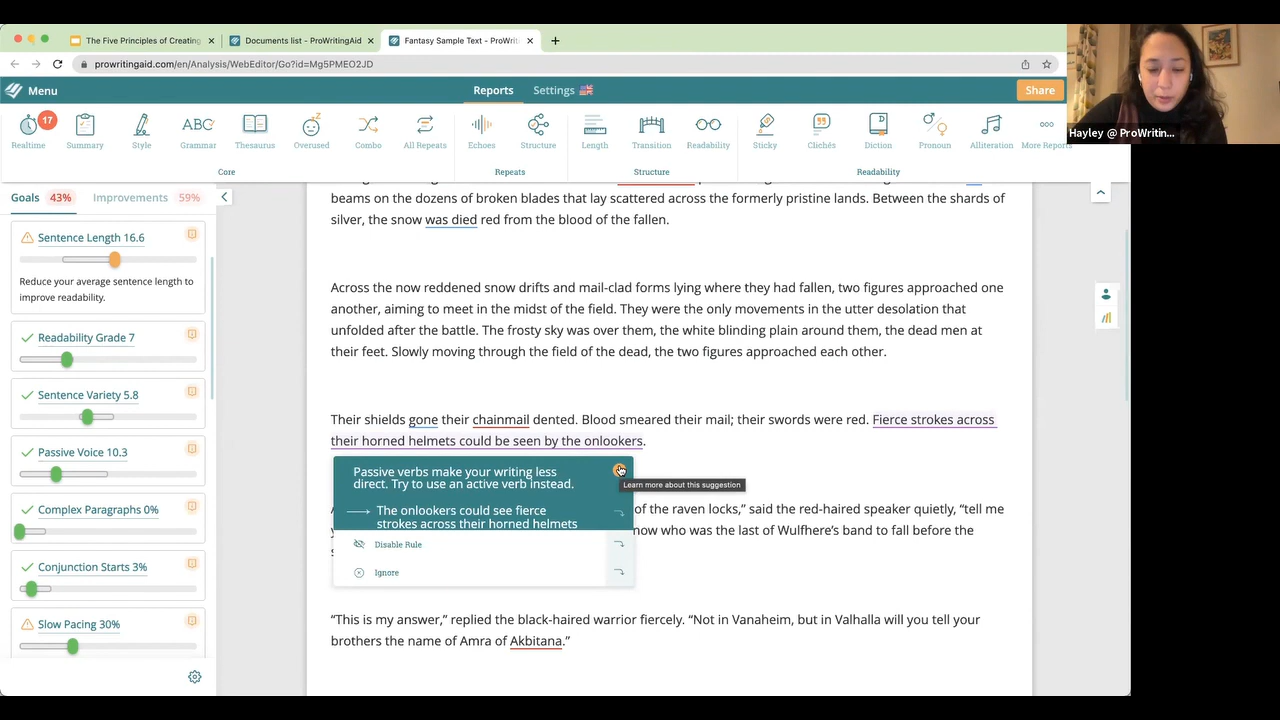 The Five Principles of Creating
Documents list - ProWritingAid
Fantasy Sample Text - ProWriti
prowritingaid.com/en/Analysis/WebEditor/Go?id=Mg5PMEO2JD
Menu
Reports
Settings
Share
Hayley @ ProWritin...
17
ABC
Realtime
Summary
Style
Grammar
Thesaurus
Overused
Combo
All Repeats
Echoes
Structure
Length
Transition
Readability
Sticky
Clichés
Diction
Pronoun
Alliteration
More Reports
Core
Repeats
Structure
Readability
Goals 43%
Improvements 59%
Sentence Length 16.6
Reduce your average sentence length to
improve readability.
Readability Grade 7
Sentence Variety 5.8
Passive Voice 10.3
Complex Paragraphs 0%
Conjunction Starts 3%
Slow Pacing 30%
beams on the dozens of broken blades that lay scattered across the formerly pristine lands. Between the shards of
silver, the snow was died red from the blood of the fallen.
Across the now reddened snow drifts and mail-clad forms lying where they had fallen, two figures approached one
another, aiming to meet in the midst of the field. They were the only movements in the utter desolation that
unfolded after the battle. The frosty sky was over them, the white blinding plain around them, the dead men at
their feet. Slowly moving through the field of the dead, the two figures approached each other.
Their shields gone their chainmail dented. Blood smeared their mail; their swords were red. Fierce strokes across
their horned helmets could be seen by the onlookers.
Passive verbs make your writing less
direct. Try to use an active verb instead.
Learn more about this suggestion
The onlookers could see fierce
strokes across their horned helmets
Disable Rule
Ignore
of the raven locks,” said the red-haired speaker quietly, “tell me
now who was the last of Wulfhere’s band to fall before the
“This is my answer,” replied the black-haired warrior fiercely. “Not in Vanaheim, but in Valhalla will you tell your
brothers the name of Amra of Akbitana.”